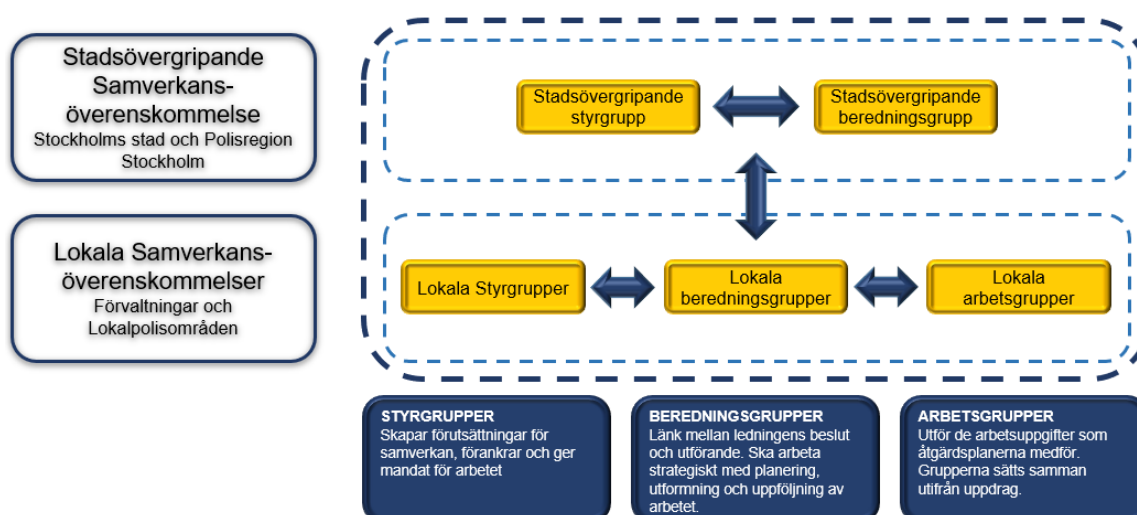 Stadsövergripande
Samverkans-
överenskommelse
Stockholms stad och Polisregion
Stockholm
Stadsövergripande
styrgrupp
Stadsövergripande
beredningsgrupp
Lokala Samverkans-
överenskommelser
Förvaltningar och
Lokalpolisområden
Lokala Styrgrupper
Lokala
beredningsgrupper
Lokala
arbetsgrupper
STYRGRUPPER
Skapar förutsättningar för
samverkan, förankrar och ger
mandat för arbetet
BEREDNINGSGRUPPER
Länk mellan ledningens beslut
och utförande. Ska arbeta
strategiskt med planering,
utformning och uppföljning av
arbetet.
ARBETSGRUPPER
Utför de arbetsuppgifter som
åtgärdsplanerna medför.
Grupperna sätts samman
utifrån uppdrag.